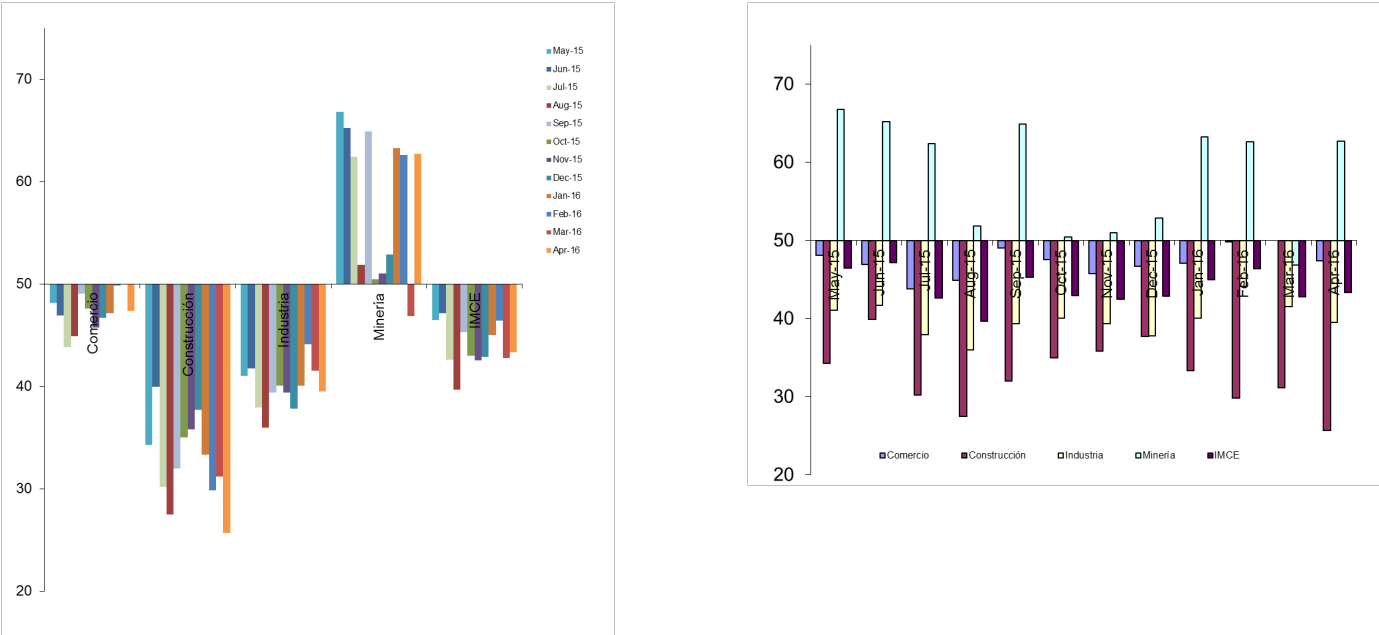 70
60
50
40
30
20
Comercio
Construcción
Industria
Minería
IMCE
May-15
Jun-15
Jul-15
Aug-15
Sep-15
Oct-15
Nov-15
Dec-15
Jan-16
Feb-16
Mar-16
Apr-16
70
60
50
40
30
20
May-15
Jun-15
Jul-15
Aug-15
Sep-15
Oct-15
Nov-15
Dec-15
Jan-16
Feb-16
Mar-16
Apr-16
Comercio Construcción Industria Minería IMCE